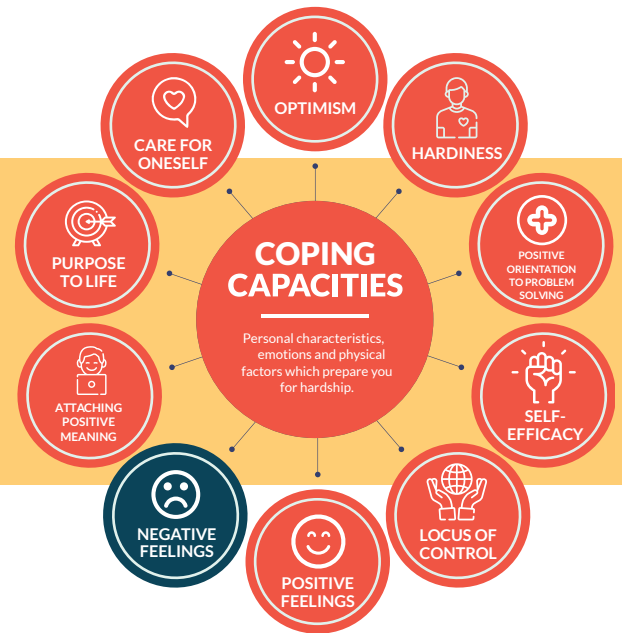 OPTIMISM
HARDINESS
POSITIVE
ORIENTATION
TO PROBLEM
SOLVING
SELF-
EFFICACY
LOCUS OF
CONTROL
POSITIVE
FEELINGS
NEGATIVE
FEELINGS
ATTACHING
POSITIVE
MEANING
PURPOSE
TO LIFE
CARE FOR
ONESELF
COPING
CAPACITIES
Personal characteristics,
emotions and physical
factors which prepare you
for hardship.